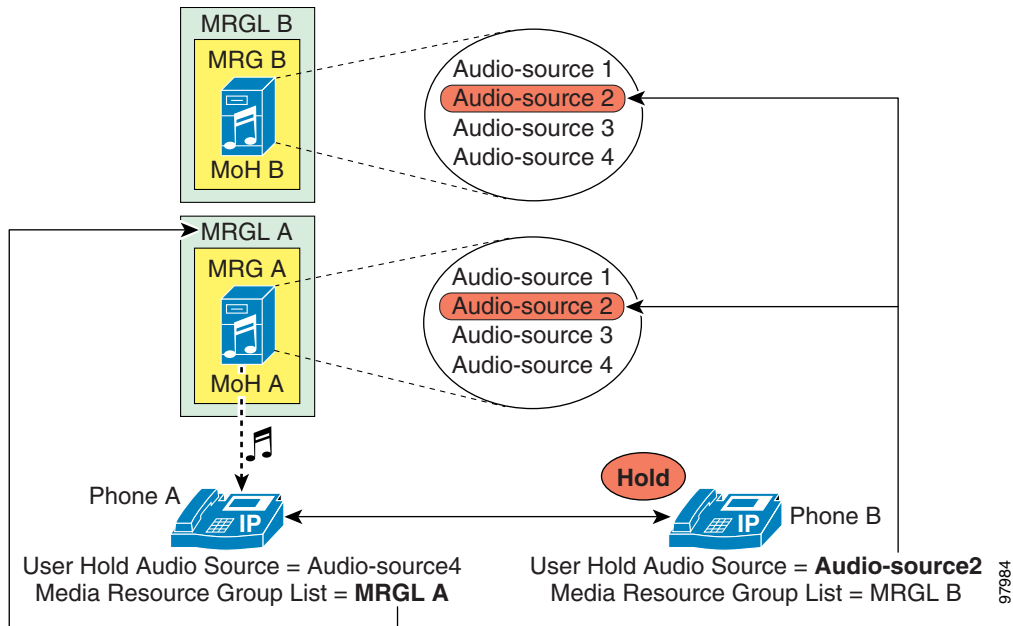 MRGL B
MRG B
MoH B
Audio-source 1
Audio-source 2
Audio-source 3
Audio-source 4
MRGL A
MRG A
MoH A
Audio-source 1
Audio-source 2
Audio-source 3
Audio-source 4
Hold
Phone A
IP
IP
Phone B
User Hold Audio Source = Audio-source4
Media Resource Group List = MRGL A
User Hold Audio Source = Audio-source2
Media Resource Group List = MRGL B
97984